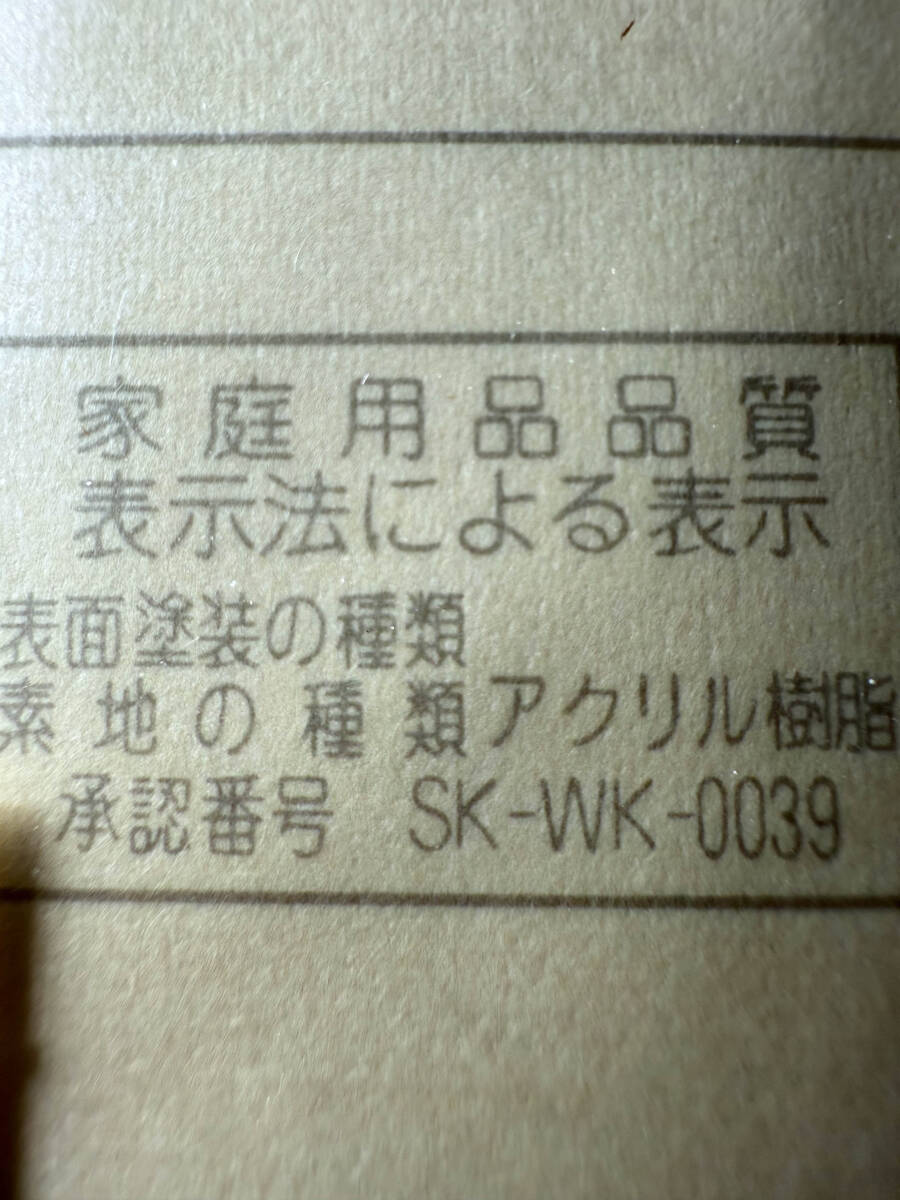 家庭用品品質
表示法による表示
表面塗装の種類
素地の種類アクリル樹脂
承認番号 SK-WK-0039